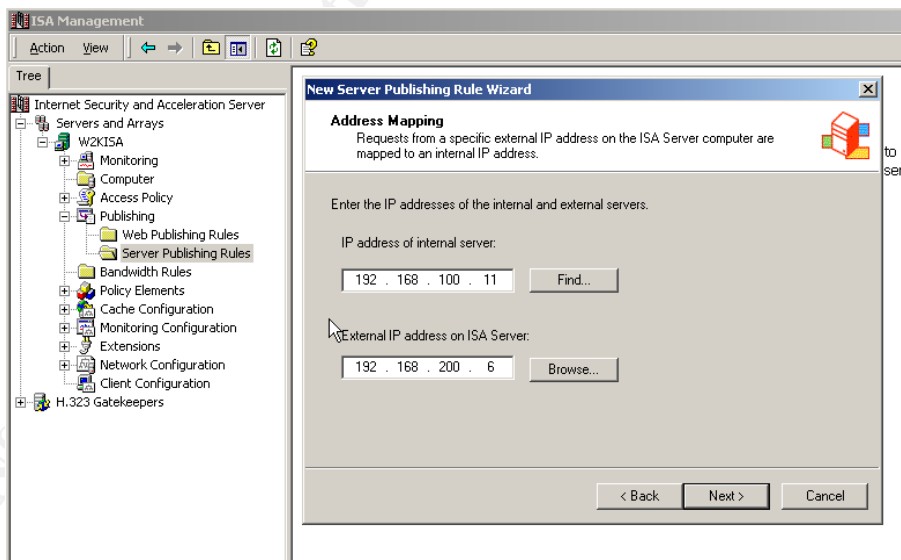 ISA Management
Action View
Tree
Internet Security and Acceleration Server
Servers and Arrays
W2KISA
Monitoring
Computer
Access Policy
Publishing
Web Publishing Rules
Server Publishing Rules
Bandwidth Rules
Policy Elements
Cache Configuration
Monitoring Configuration
Extensions
Network Configuration
Client Configuration
H.323 Gatekeepers
New Server Publishing Rule Wizard
Address Mapping
Requests from a specific external IP address on the ISA Server computer are
mapped to an internal IP address.
Enter the IP addresses of the internal and external servers.
IP address of internal server:
192 . 168 . 100 . 11 Find...
External IP address on ISA Server:
192 . 168 . 200 . 6 Browse...
< Back Next > Cancel
to